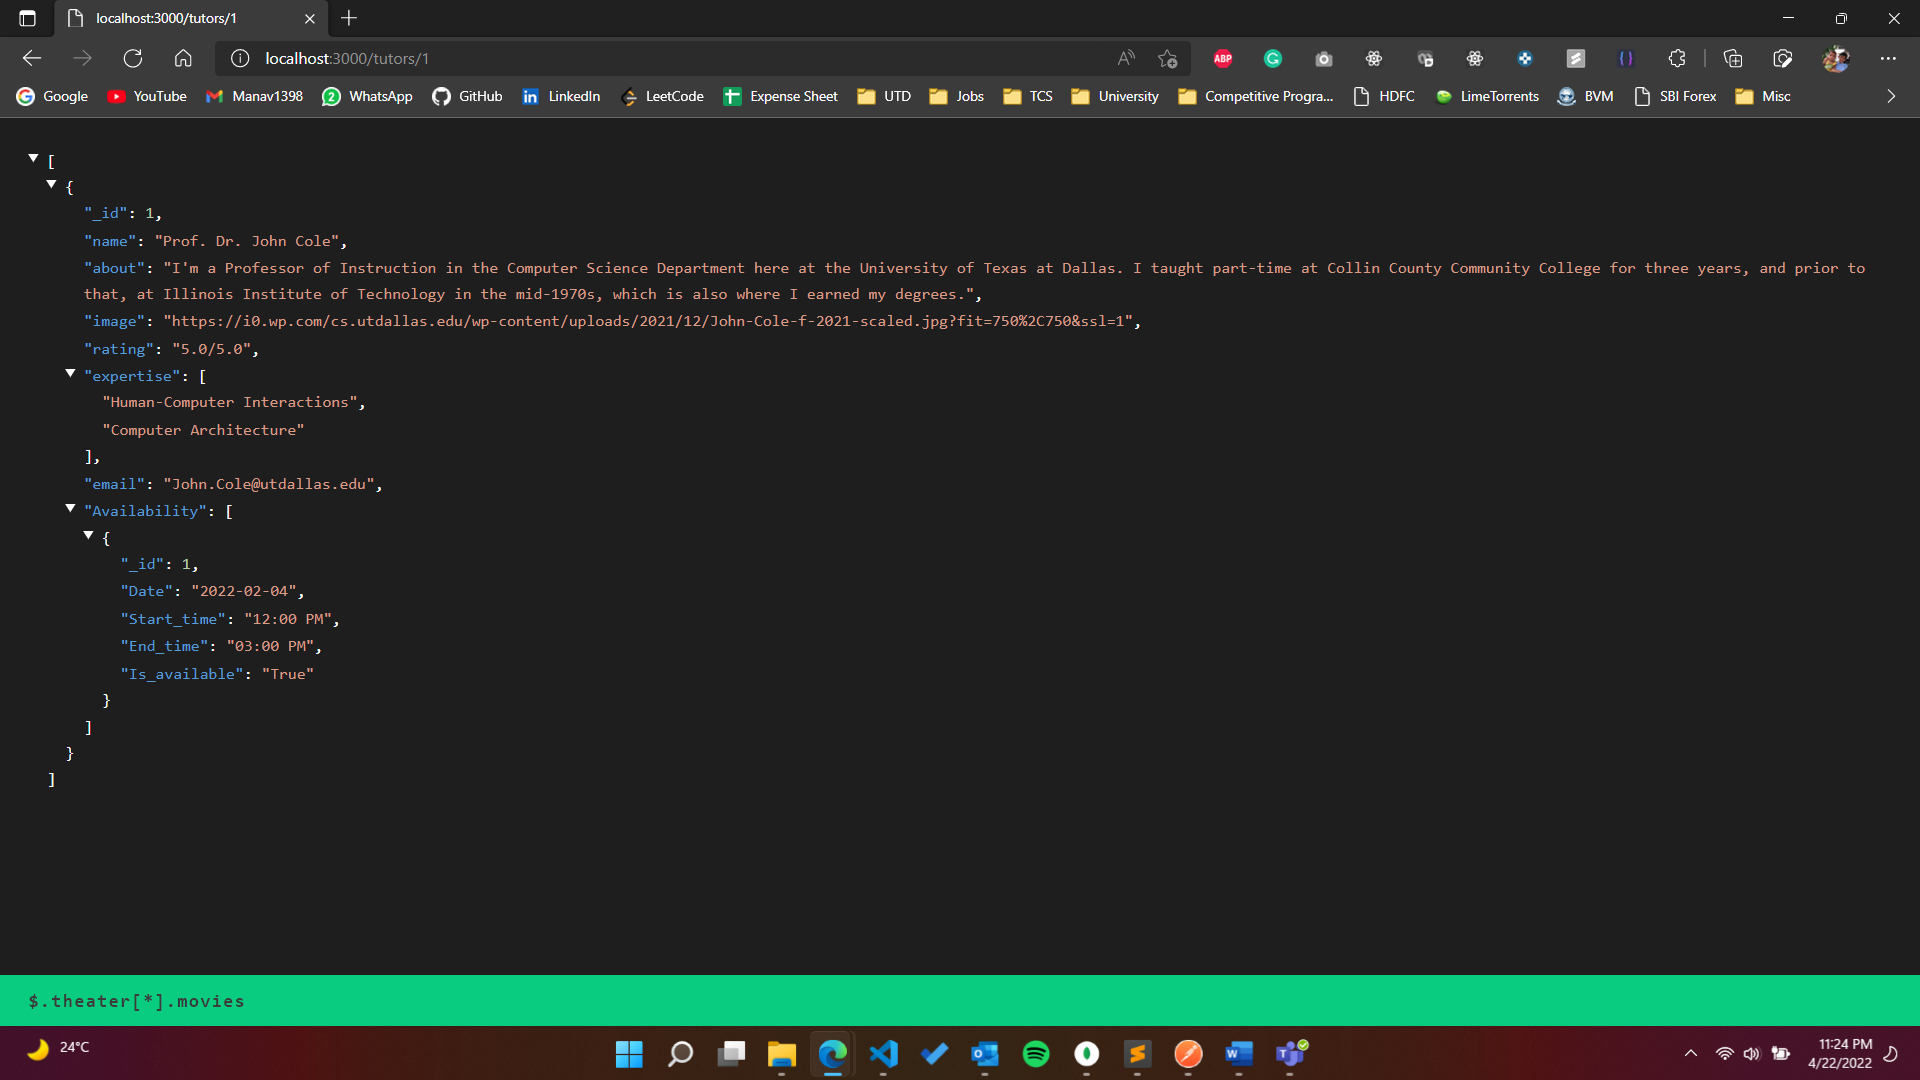 localhost:3000/tutors/1
localhost:3000/tutors/1
ABP
Google YouTube Manav1398 WhatsApp GitHub LinkedIn LeetCode Expense Sheet UTD Jobs TCS University Competitive Progra... HDFC LimeTorrents BVM SBI Forex Misc
[
{
"_id": 1,
"name": "Prof. Dr. John Cole",
"about": "I'm a Professor of Instruction in the Computer Science Department here at the University of Texas at Dallas. I taught part-time at Collin County Community College for three years, and prior to
that, at Illinois Institute of Technology in the mid-1970s, which is also where I earned my degrees.",
"image": "https://i0.wp.com/cs.utdallas.edu/wp-content/uploads/2021/12/John-Cole-f-2021-scaled.jpg?fit=750%2C750&ssl=1",
"rating": "5.0/5.0",
"expertise": [
"Human-Computer Interactions",
"Computer Architecture"
],
"email": "John.Cole@utdallas.edu",
"Availability": [
{
"_id": 1,
"Date": "2022-02-04",
"Start_time": "12:00 PM",
"End_time": "03:00 PM",
"Is_available": "True"
}
]
}
]
$.theater[*].movies
24°C
11:24 PM
4/22/2022